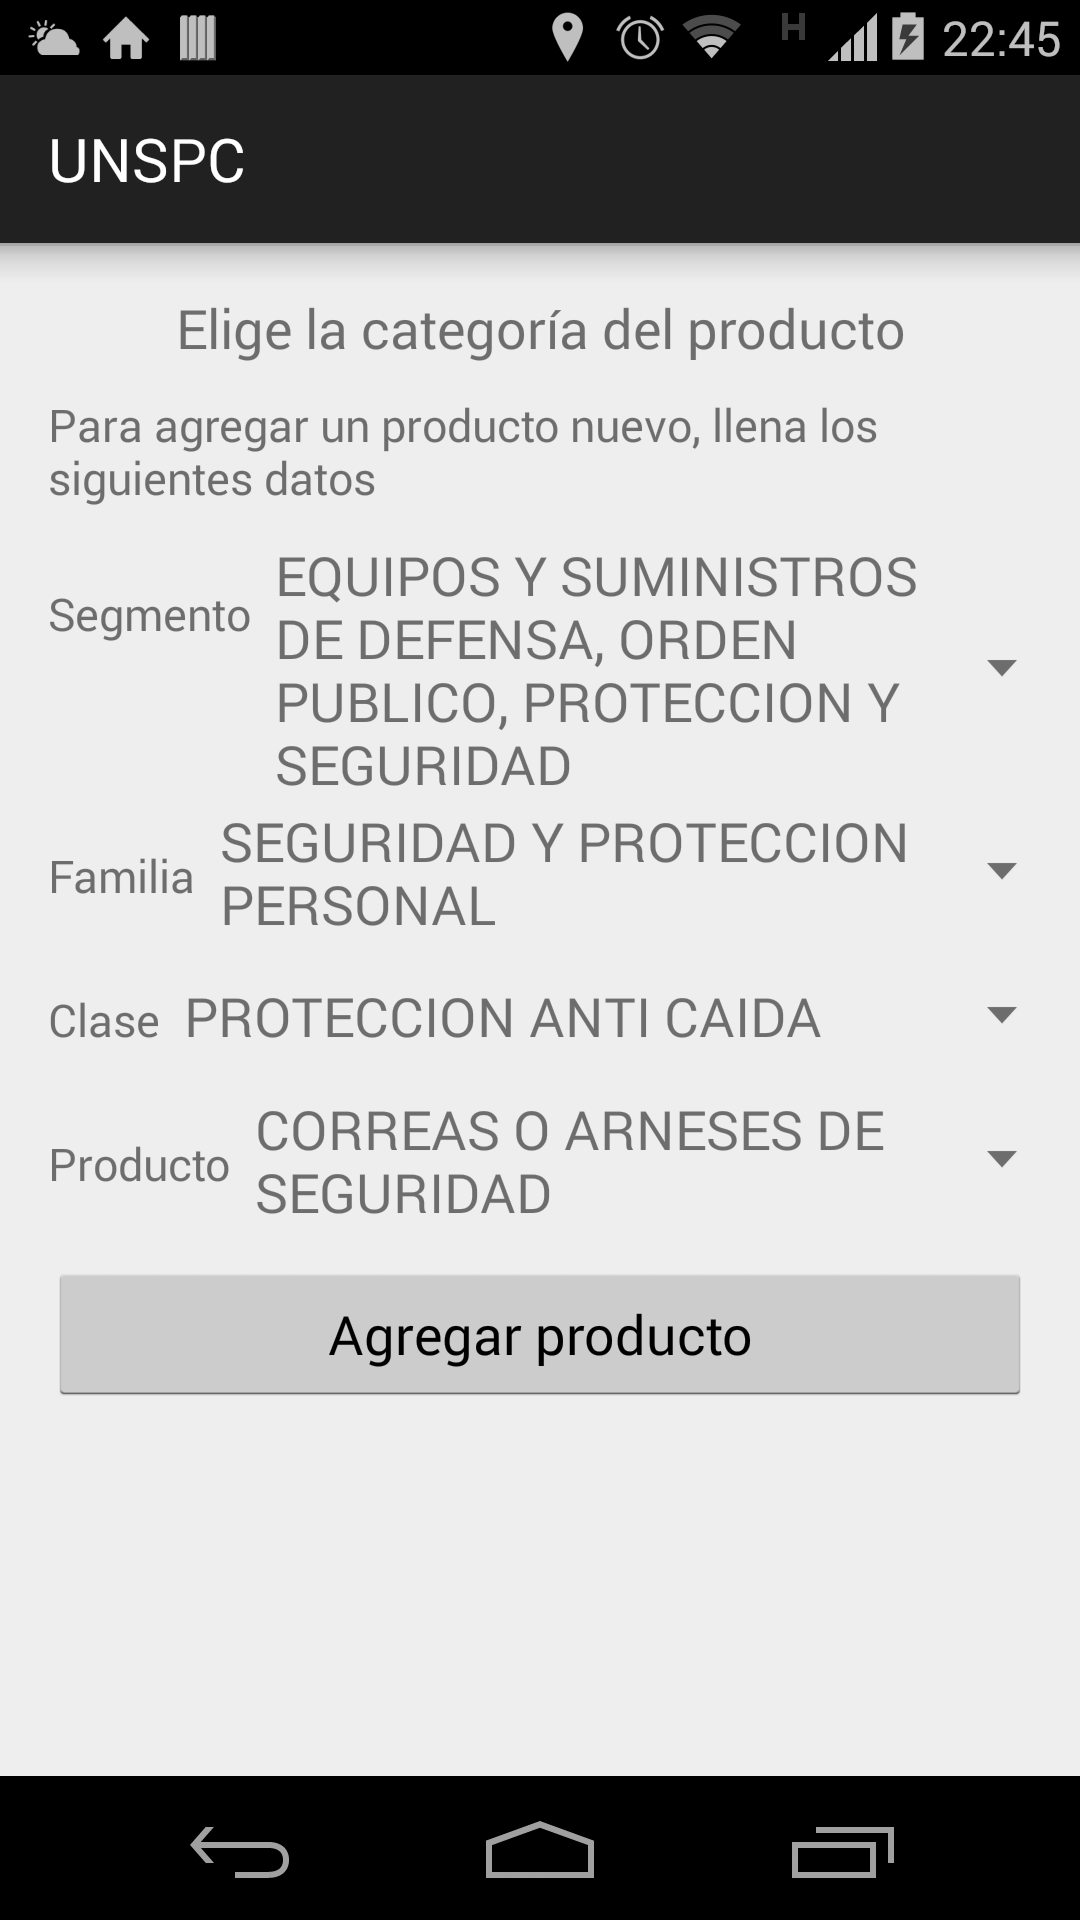 H 22:45
UNSPC
Elige la categoría del producto
Para agregar un producto nuevo, llena los
siguientes datos
Segmento
EQUIPOS Y SUMINISTROS
DE DEFENSA, ORDEN
PUBLICO, PROTECCION Y
SEGURIDAD
Familia
SEGURIDAD Y PROTECCION
PERSONAL
Clase PROTECCION ANTI CAIDA
Producto
CORREAS O ARNESES DE
SEGURIDAD
Agregar producto